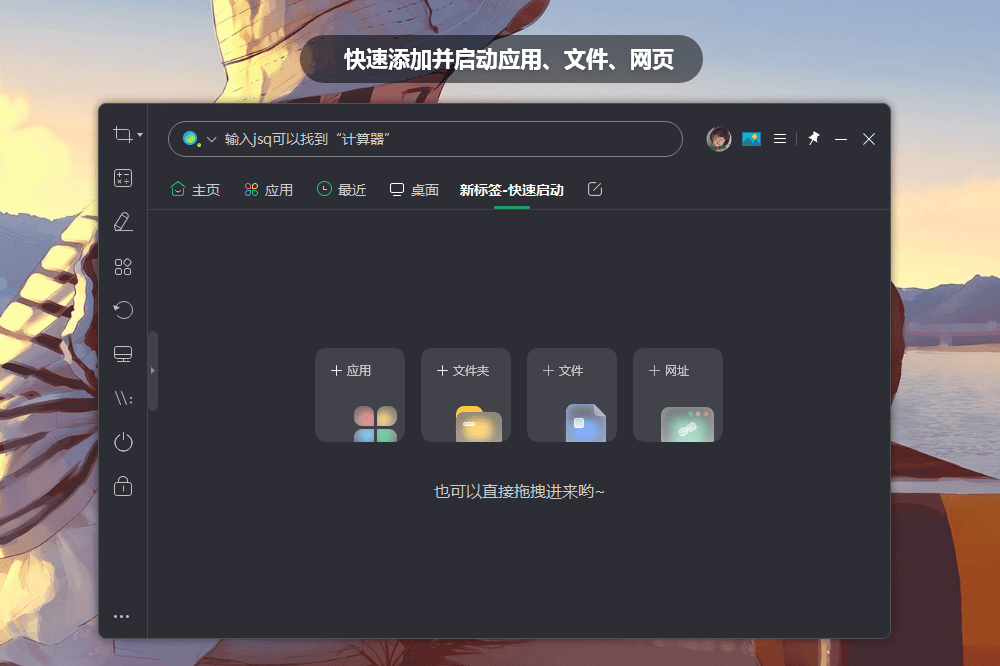 快速添加并启动应用、文件、网页
输入jsq可以找到“计算器”
主页 应用 最近 桌面 新标签-快速启动
+ 应用 + 文件夹 + 文件 + 网址
也可以直接拖拽进来哟~